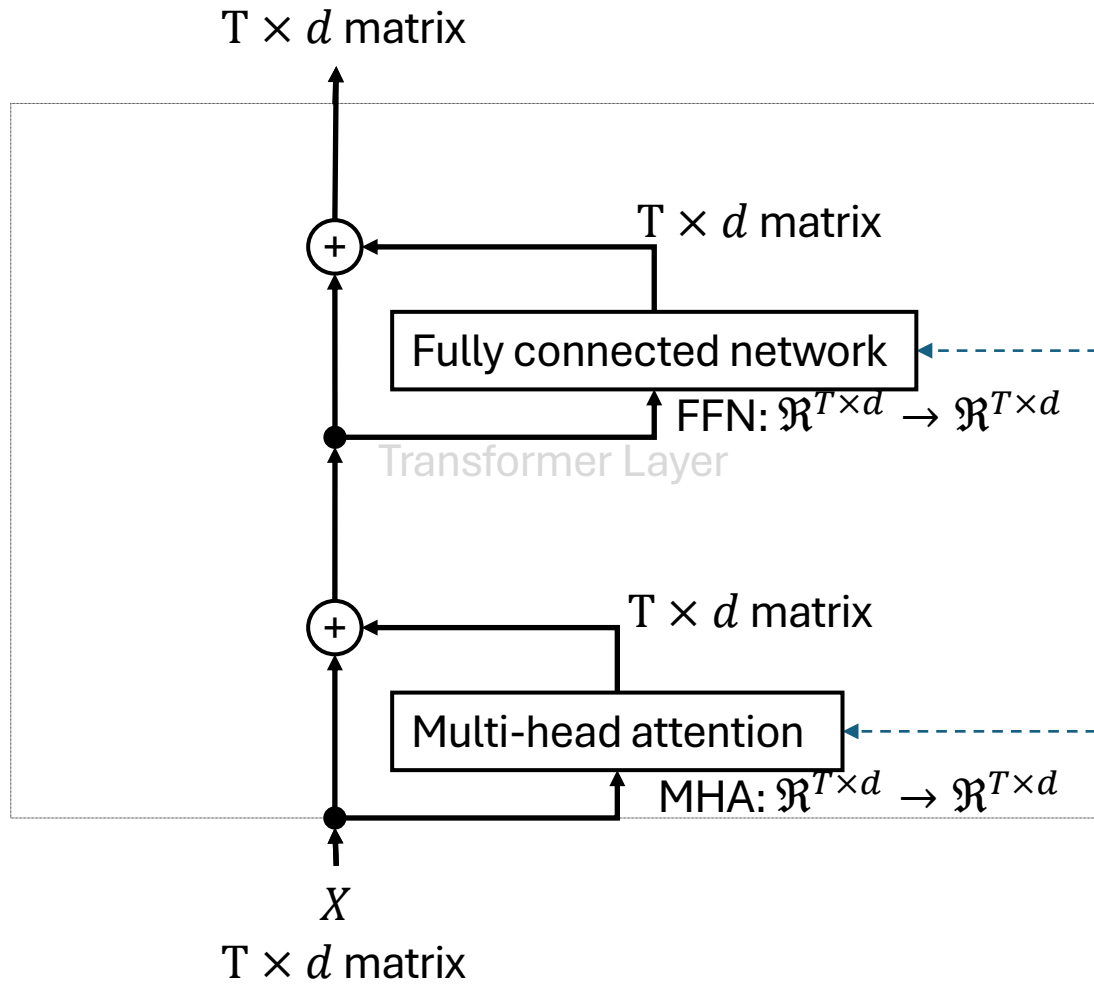 T × d matrix
+
T × d matrix
Fully connected network
FFN: ℜ^{T×d} → ℜ^{T×d}
Transformer Layer
+
T × d matrix
Multi-head attention
MHA: ℜ^{T×d} → ℜ^{T×d}
X
T × d matrix